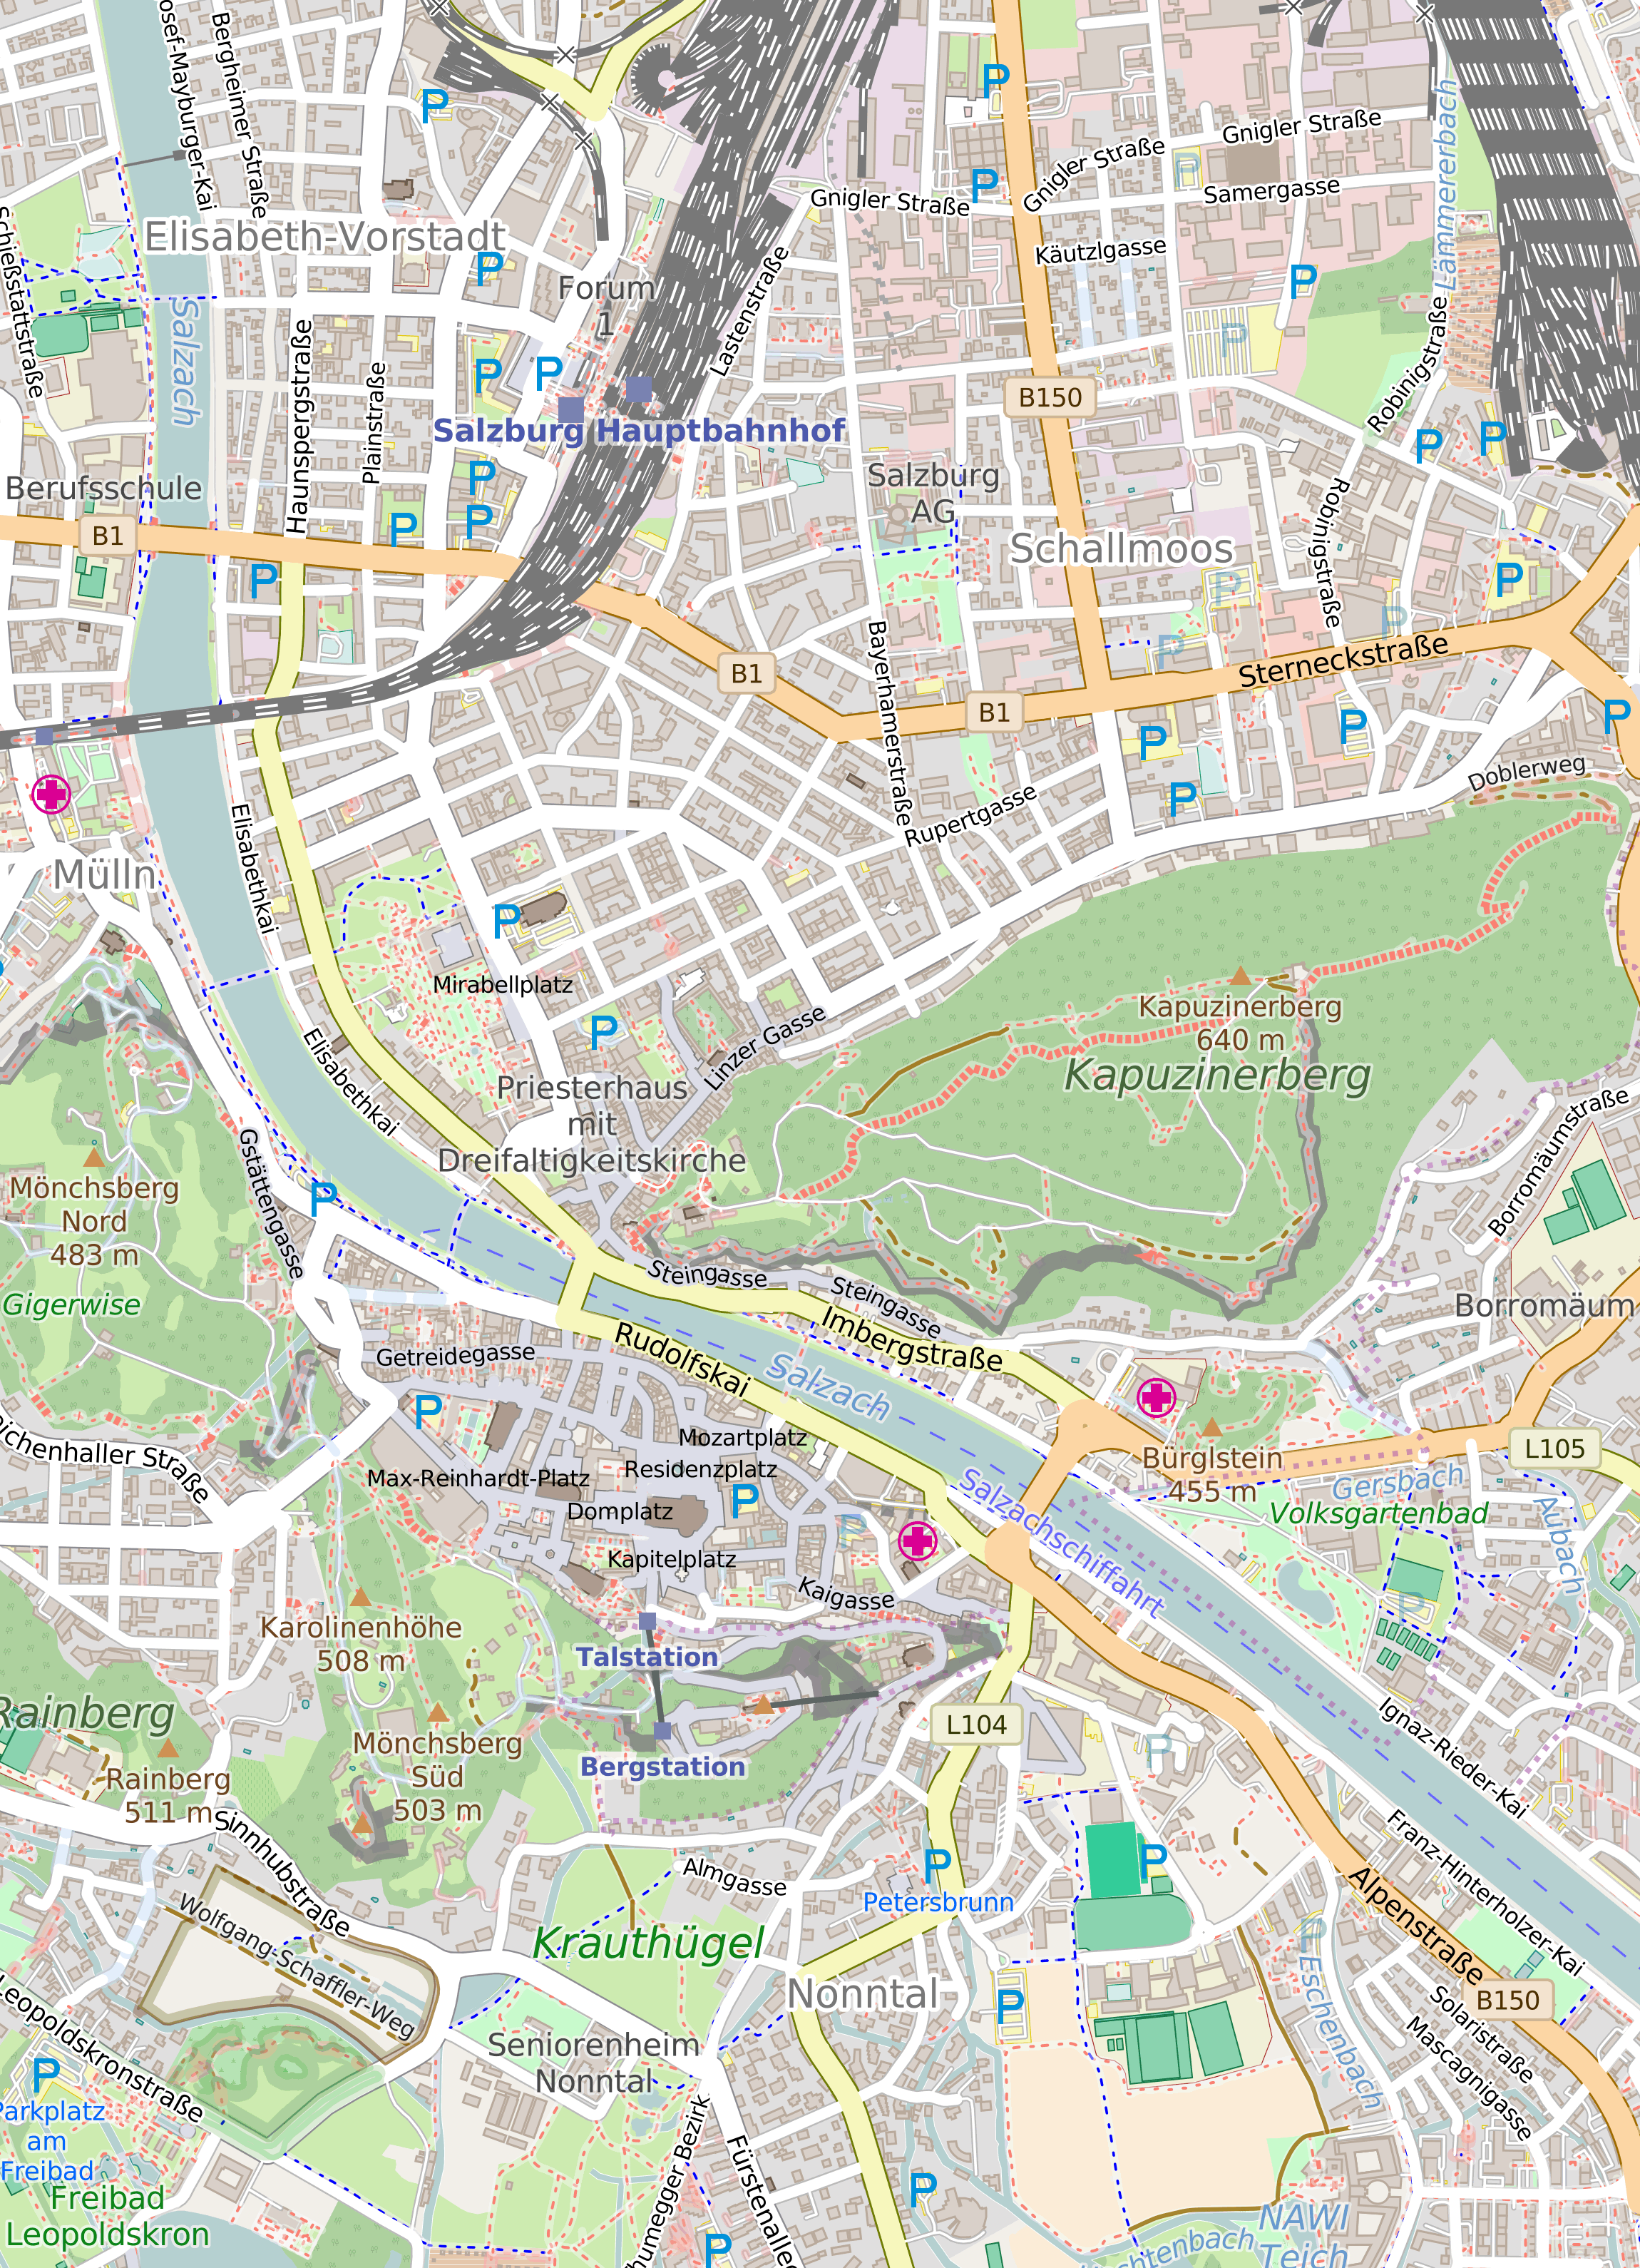 P
Gnigler Straße
Bergheimer Straße
P
Gnigler Straße
P
Lämmererbach
Samergasse
P
Gnigler Straße
Elisabeth-Vorstadt
Käutzlgasse
P
P
Forum
1
Lastenstraße
Salzach
Schießstattstraße
P
P
P
Haunspergstraße
Plainstraße
B150
Robinigstraße
Salzburg Hauptbahnhof
P
P
P
Salzburg
AG
Berufsschule
B1
P
P
Schallmoos
Robinigstraße
P
P
P
P
P
Sterneckstraße
B1
Bayerhamerstraße
B1
P
P
P
P
Doblerweg
Rupertgasse
Elisabethkai
Mülln
P
Mirabellplatz
Kapuzinerberg
640 m
P
Linzer Gasse
Kapuzinerberg
Elisabethkai
Priesterhaus
mit
Dreifaltigkeitskirche
Borromäumstraße
Gstättengasse
Mönchsberg
Nord
483 m
P
Gigerwise
Steingasse
Steingasse
Borromäum
Imbergstraße
Rudolfskai
Getreidegasse
Salzach
P
Mozartplatz
Residenzplatz
Max-Reinhardt-Platz
Domplatz
P
P
Kapitelplatz
Kaigasse
Bürglstein
455 m
L105
Gersbach
Volksgartenbad
Aubach
Salzachschiffahrt
P
Karolinenhöhe
508 m
Talstation
Rainberg
Mönchsberg
Süd
503 m
Bergstation
L104
P
Ignaz-Rieder-Kai
Rainberg
511 m
Sinnhubstraße
Almgasse
P
P
Petersbrunn
Franz-Hinterholzer-Kai
Alpenstraße
Wolfgang-Schaffler-Weg
Krauthügel
Nonntal
P
P
B150
Eschenbach
Solaristraße
Mascagnigasse
Leopoldskronstraße
Seniorenheim
Nonntal
P
Parkplatz
am
Freibad
Freibad
Leopoldskron
P
P
NAWI
Teich